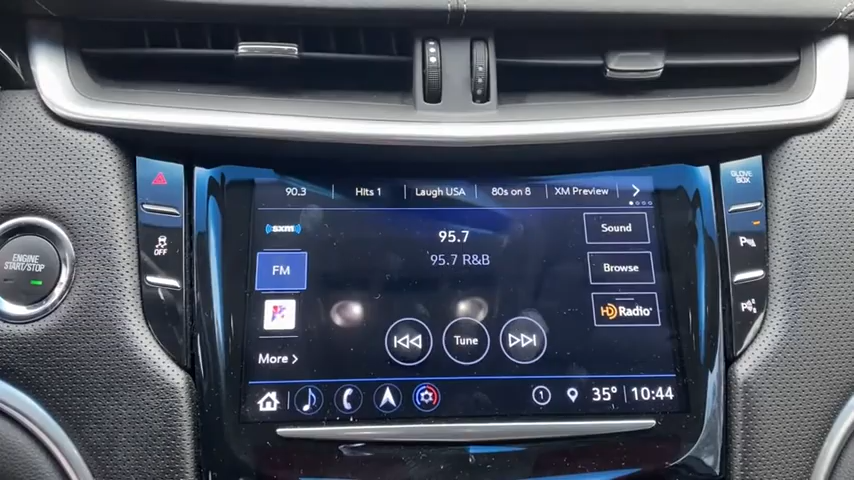 GLOVE
BOX
90.3 Hits 1 Laugh USA 80s on 8 XM Preview
sxm
95.7
Sound
OFF
P
95.7 R&B
ENGINE
START/STOP
FM
Browse
P
HD Radio
Tune
More
1 35° 10:44